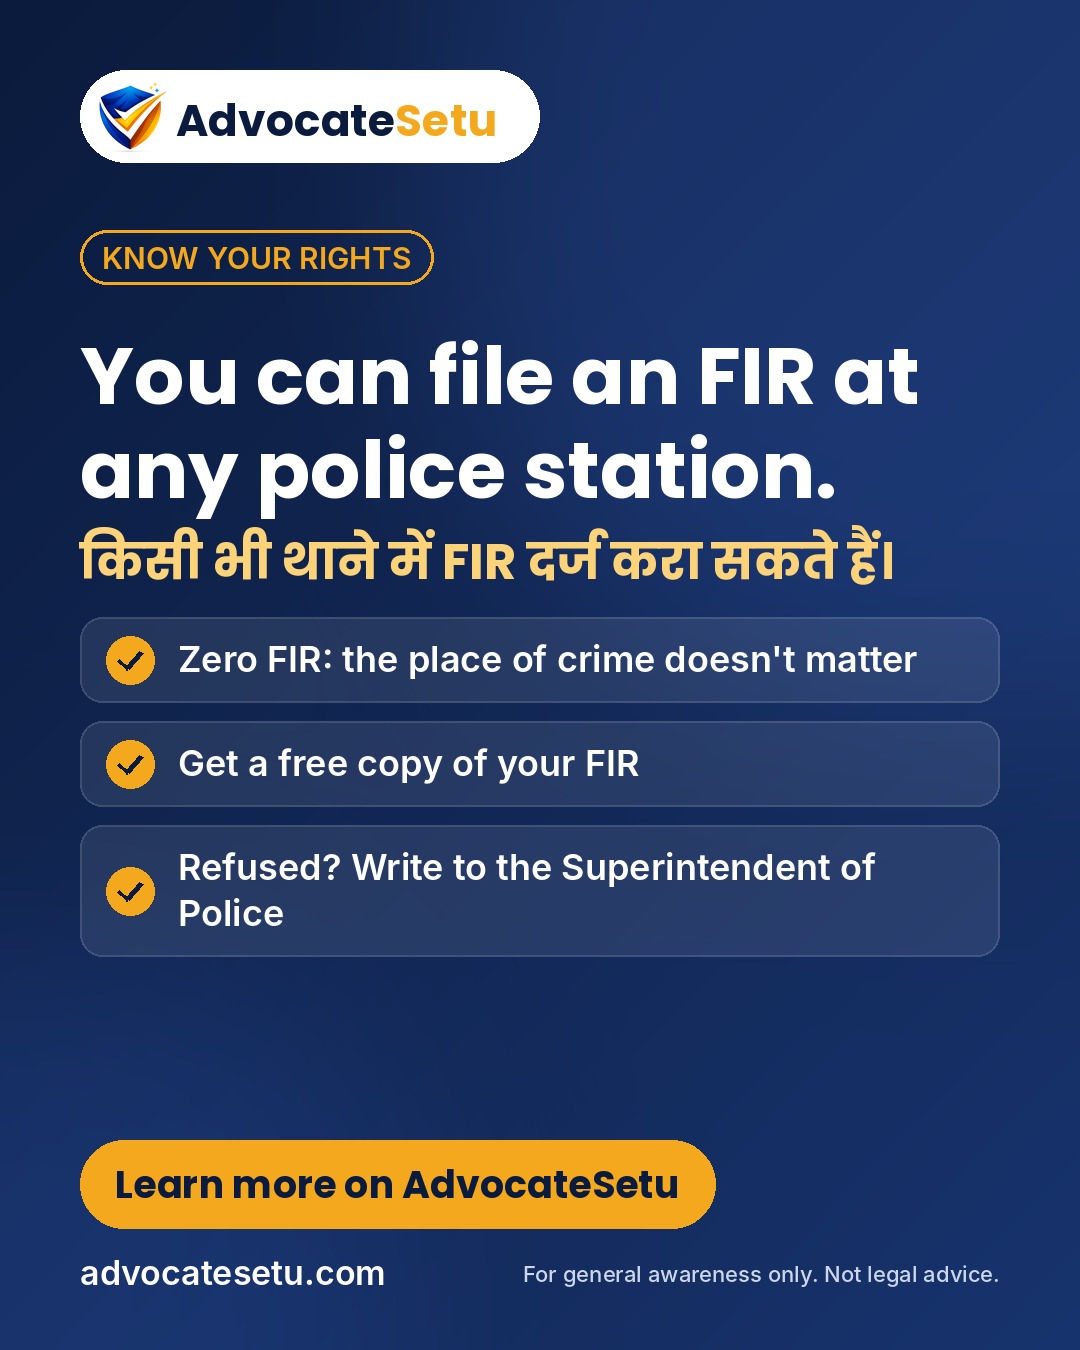 AdvocateSetu
KNOW YOUR RIGHTS
You can file an FIR at
any police station.
किसी भी थाने में FIR दर्ज करा सकते हैं।
Zero FIR: the place of crime doesn't matter
Get a free copy of your FIR
Refused? Write to the Superintendent of
Police
Learn more on AdvocateSetu
advocatesetu.com
For general awareness only. Not legal advice.